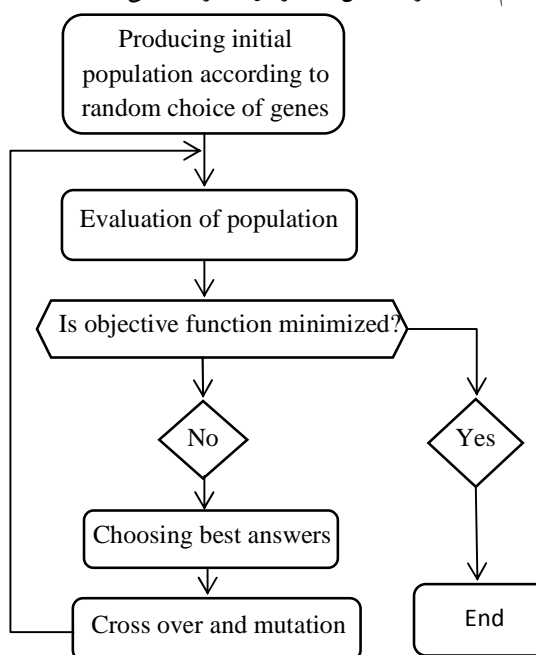 Producing initial
population according to
random choice of genes
Evaluation of population
Is objective function minimized?
No
Yes
Choosing best answers
Cross over and mutation
End